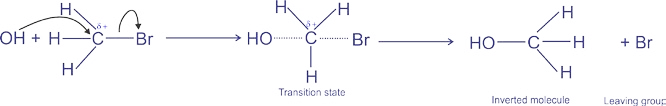 H H H H
δ+ δ+
OH + H C Br HO C Br HO C H + Br
H H H
Transition state
Inverted molecule Leaving group